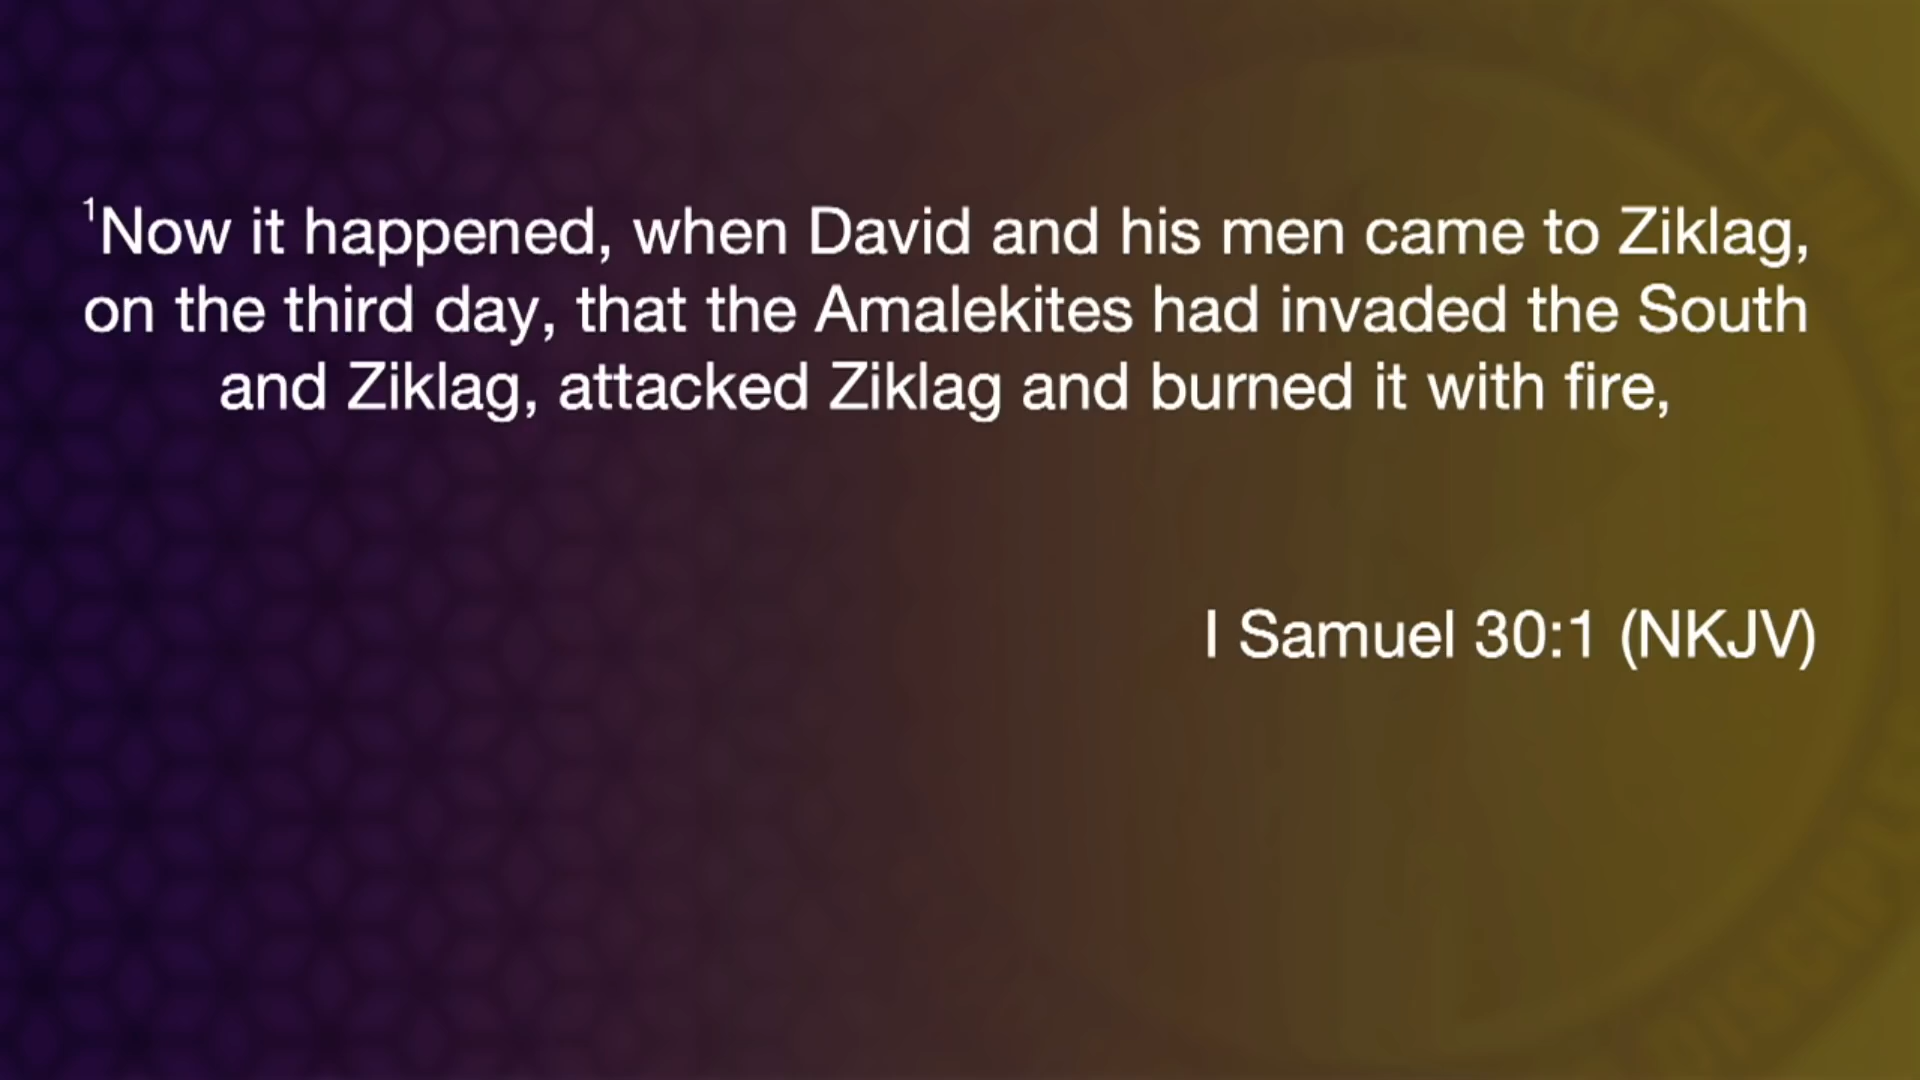 ¹Now it happened, when David and his men came to Ziklag,
on the third day, that the Amalekites had invaded the South
and Ziklag, attacked Ziklag and burned it with fire,
I Samuel 30:1 (NKJV)